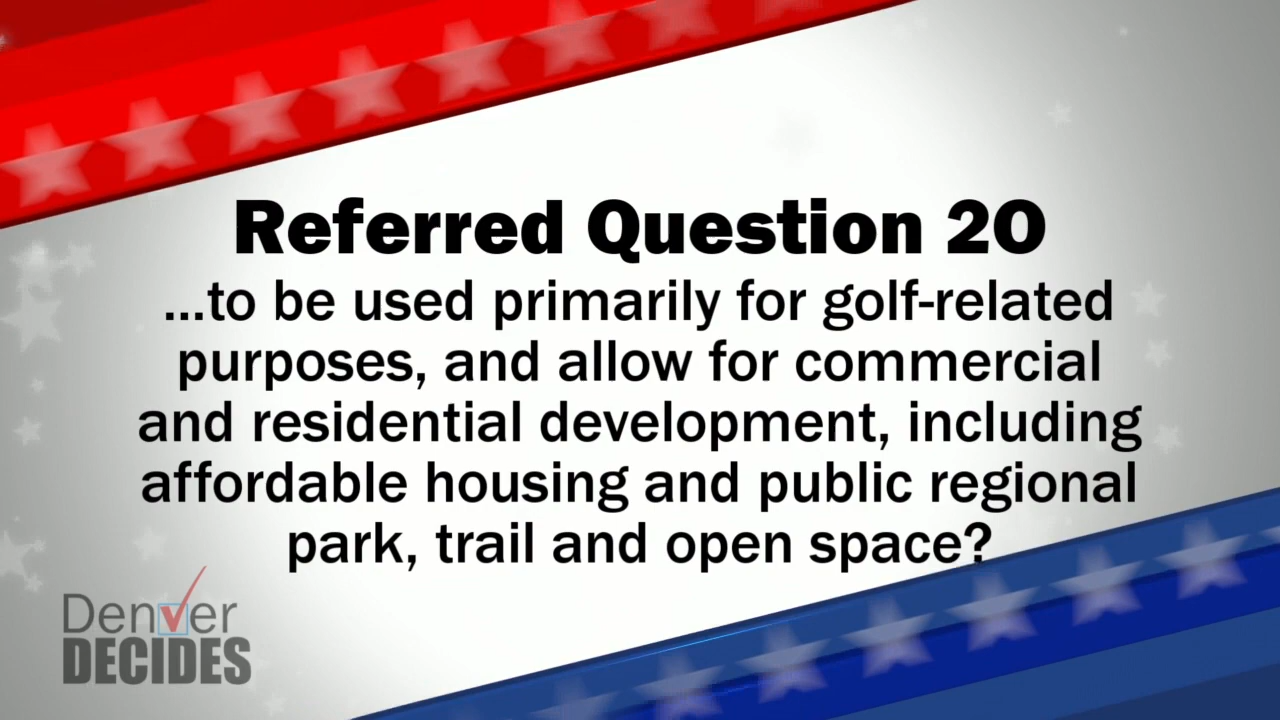 Referred Question 2O
...to be used primarily for golf-related
purposes, and allow for commercial
and residential development, including
affordable housing and public regional
park, trail and open space?
Denver
DECIDES